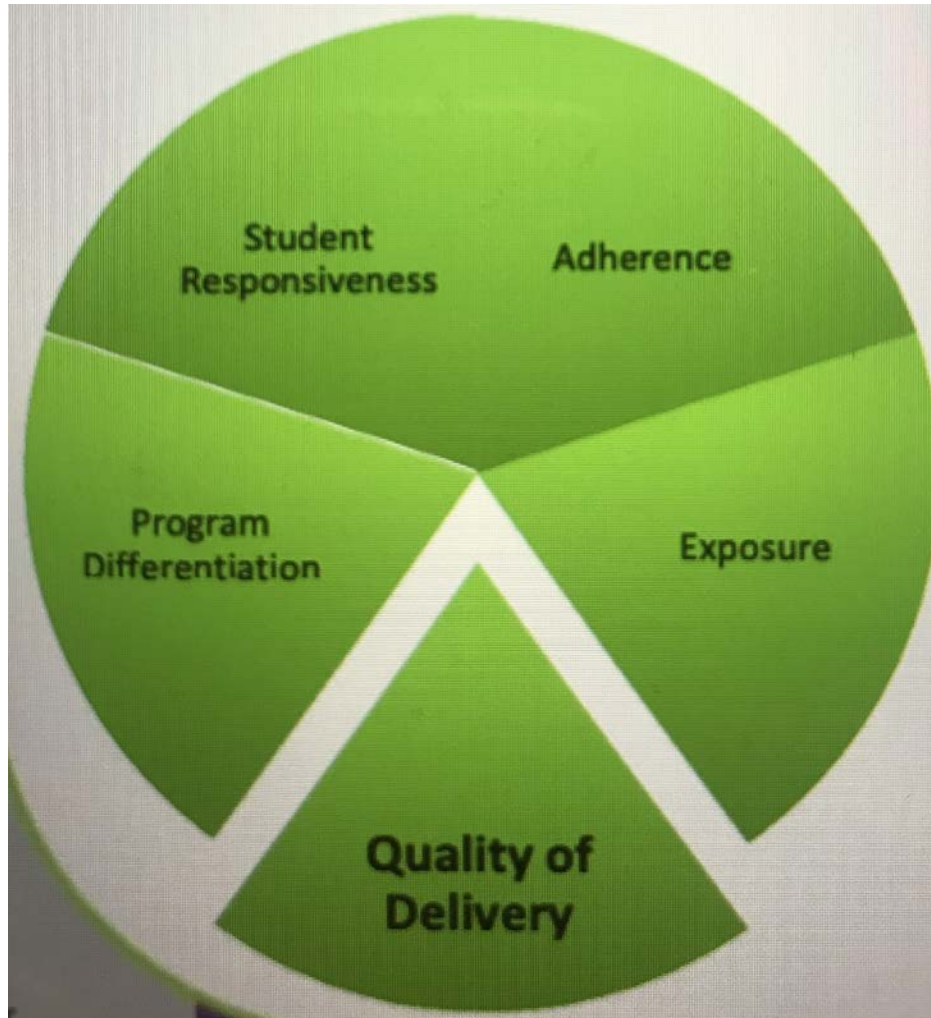 Student
Responsiveness
Adherence
Program
Differentiation
Exposure
Quality of
Delivery